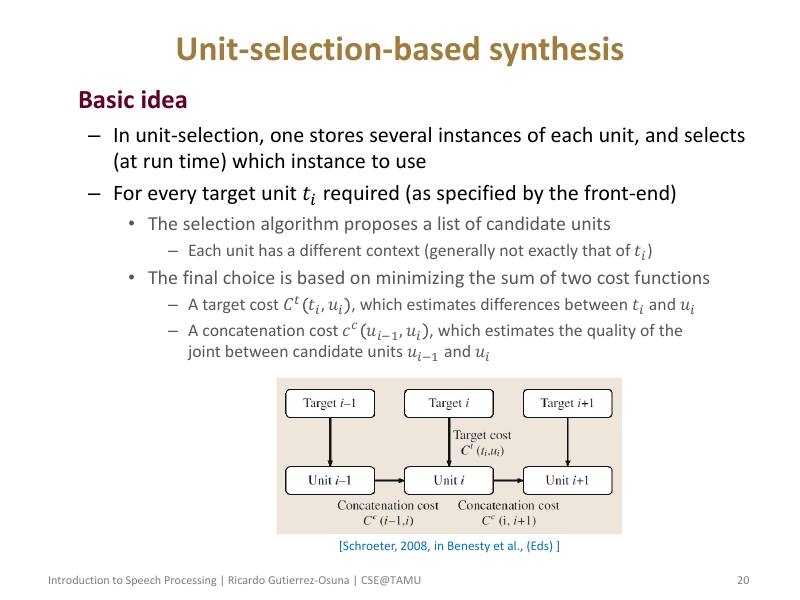 Unit-selection-based synthesis
Basic idea
– In unit-selection, one stores several instances of each unit, and selects
(at run time) which instance to use
– For every target unit 𝑡ᵢ required (as specified by the front-end)
• The selection algorithm proposes a list of candidate units
– Each unit has a different context (generally not exactly that of 𝑡ᵢ)
• The final choice is based on minimizing the sum of two cost functions
– A target cost 𝐶ᵗ(𝑡ᵢ, 𝑢ᵢ), which estimates differences between 𝑡ᵢ and 𝑢ᵢ
– A concatenation cost 𝑐ᶜ(𝑢ᵢ₋₁, 𝑢ᵢ), which estimates the quality of the
joint between candidate units 𝑢ᵢ₋₁ and 𝑢ᵢ
Target i–1 Target i Target i+1
Target cost
Cᵗ (tᵢ,uᵢ)
Unit i–1 Unit i Unit i+1
Concatenation cost Concatenation cost
Cᶜ (i–1,i) Cᶜ (i, i+1)
[Schroeter, 2008, in Benesty et al., (Eds) ]
Introduction to Speech Processing | Ricardo Gutierrez-Osuna | CSE@TAMU 20